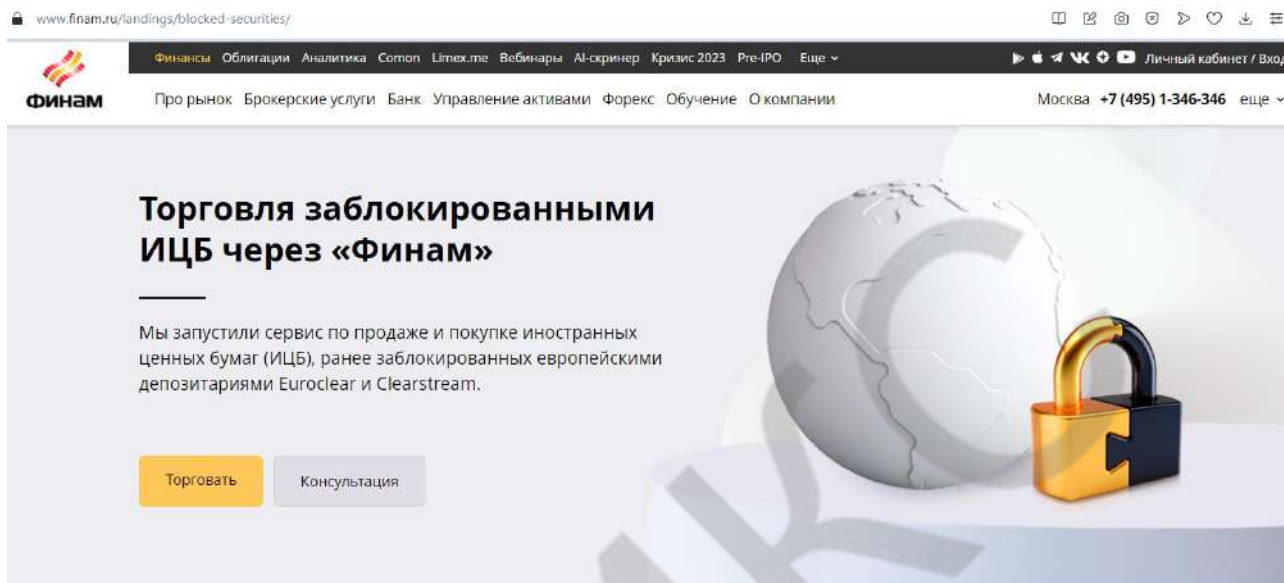 www.finam.ru/landings/blocked-securities/
Финансы Облигации Аналитика Comon Limex.me Вебинары AI-скринер Кризис 2023 Pre-IPO Еще
Личный кабинет / Вход
ФИНАМ
Про рынок Брокерские услуги Банк Управление активами Форекс Обучение О компании
Москва +7 (495) 1-346-346 еще
Торговля заблокированными
ИЦБ через «Финам»
Мы запустили сервис по продаже и покупке иностранных
ценных бумаг (ИЦБ), ранее заблокированных европейскими
депозитариями Euroclear и Clearstream.
Торговать
Консультация